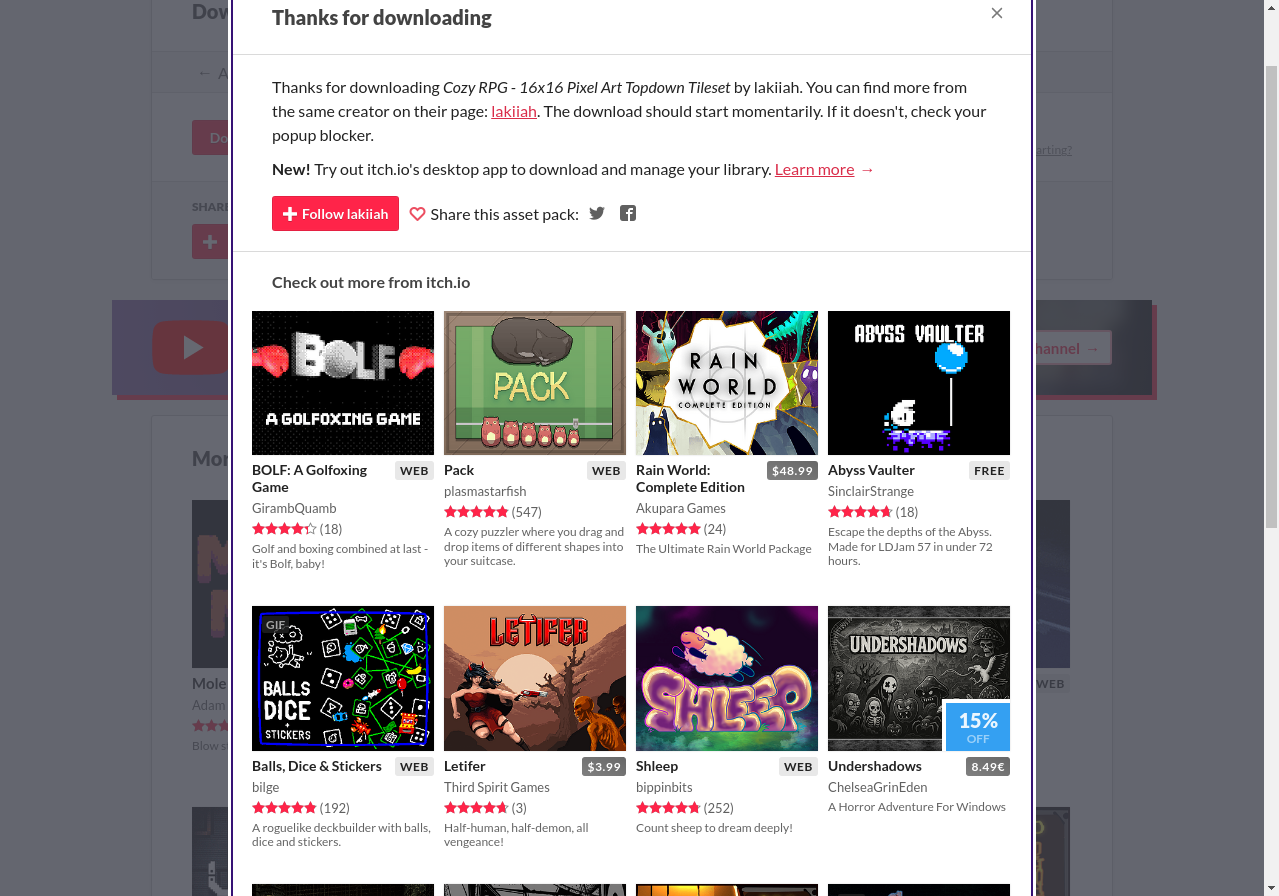 Thanks for downloading
×
Thanks for downloading Cozy RPG - 16x16 Pixel Art Topdown Tileset by lakiiah. You can find more from
the same creator on their page: lakiiah. The download should start momentarily. If it doesn't, check your
popup blocker.
New! Try out itch.io's desktop app to download and manage your library. Learn more →
Follow lakiiah Share this asset pack:
Check out more from itch.io
BOLF
A GOLFOXING GAME
PACK
RAIN
WORLD
COMPLETE EDITION
ABYSS VAULTER
BOLF: A Golfoxing
Game
WEB
GirambQuamb
(18)
Golf and boxing combined at last -
it's Bolf, baby!
Pack
WEB
plasmastarfish
(547)
A cozy puzzler where you drag and
drop items of different shapes into
your suitcase.
Rain World:
Complete Edition
$48.99
Akupara Games
(24)
The Ultimate Rain World Package
Abyss Vaulter
FREE
SinclairStrange
(18)
Escape the depths of the Abyss.
Made for LDJam 57 in under 72
hours.
GIF
BALLS
DICE
+
STICKERS
LETIFER
SHLEEP
UNDERSHADOWS
15%
OFF
Balls, Dice & Stickers
WEB
bilge
(192)
A roguelike deckbuilder with balls,
dice and stickers.
Letifer
$3.99
Third Spirit Games
(3)
Half-human, half-demon, all
vengeance!
Shleep
WEB
bippinbits
(252)
Count sheep to dream deeply!
Undershadows
8.49€
ChelseaGrinEden
A Horror Adventure For Windows
← A
arting?
SHARE
hannel →
Mole
Adam
Blow
WEB